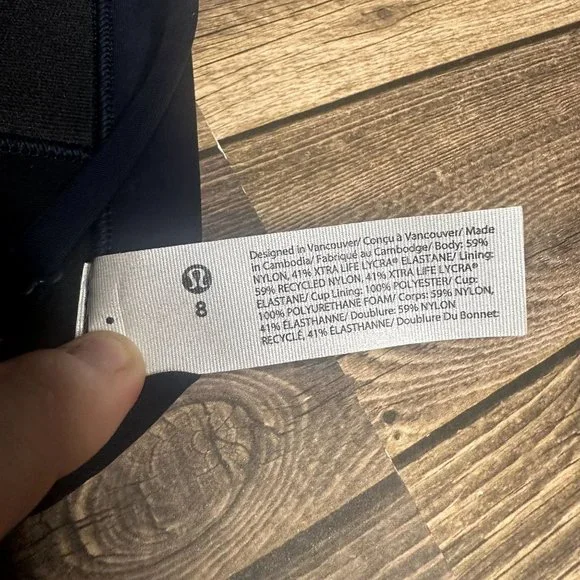 8
Designed in Vancouver/ Conçu à Vancouver/ Made
in Cambodia/ Fabriqué au Cambodge/ Body: 59%
NYLON, 41% XTRA LIFE LYCRA® ELASTANE/ Lining:
59% RECYCLED NYLON, 41% XTRA LIFE LYCRA®
ELASTANE/ Cup Lining: 100% POLYESTER/ Cup:
100% POLYURETHANE FOAM/ Corps: 59% NYLON,
41% ÉLASTHANNE/ Doublure: 59% NYLON
RECYCLÉ, 41% ÉLASTHANNE/ Doublure Du Bonnet: